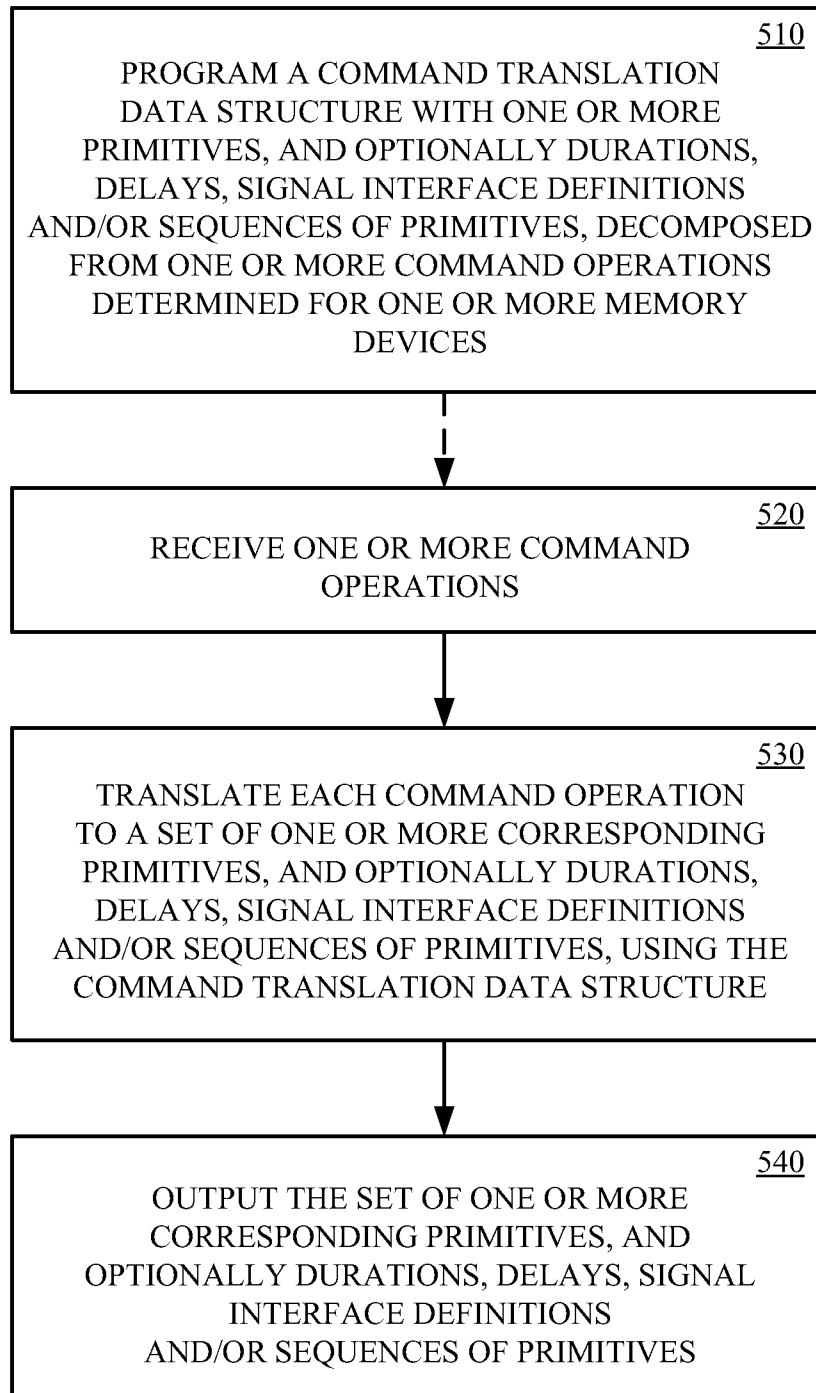 510
PROGRAM A COMMAND TRANSLATION
DATA STRUCTURE WITH ONE OR MORE
PRIMITIVES, AND OPTIONALLY DURATIONS,
DELAYS, SIGNAL INTERFACE DEFINITIONS
AND/OR SEQUENCES OF PRIMITIVES, DECOMPOSED
FROM ONE OR MORE COMMAND OPERATIONS
DETERMINED FOR ONE OR MORE MEMORY
DEVICES
520
RECEIVE ONE OR MORE COMMAND
OPERATIONS
530
TRANSLATE EACH COMMAND OPERATION
TO A SET OF ONE OR MORE CORRESPONDING
PRIMITIVES, AND OPTIONALLY DURATIONS,
DELAYS, SIGNAL INTERFACE DEFINITIONS
AND/OR SEQUENCES OF PRIMITIVES, USING THE
COMMAND TRANSLATION DATA STRUCTURE
540
OUTPUT THE SET OF ONE OR MORE
CORRESPONDING PRIMITIVES, AND
OPTIONALLY DURATIONS, DELAYS, SIGNAL
INTERFACE DEFINITIONS
AND/OR SEQUENCES OF PRIMITIVES